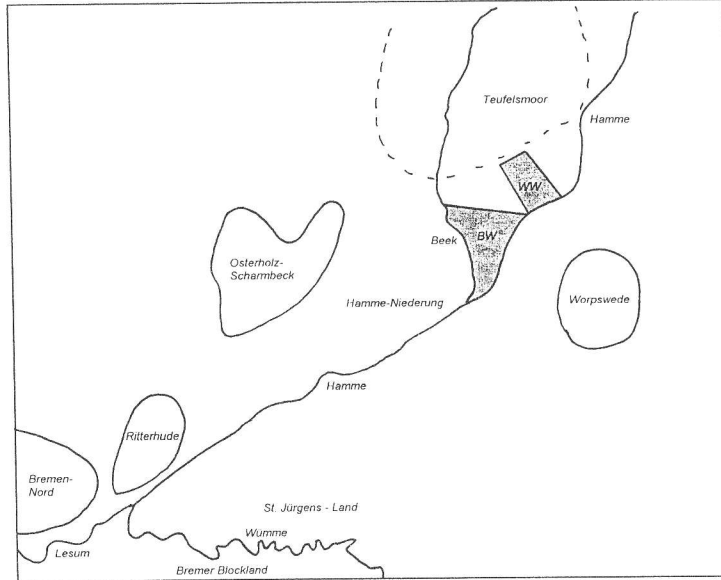 Teufelsmoor
Hamme
WW
Beek
BW
Osterholz-
Scharmbeck
Hamme-Niederung
Worpswede
Hamme
Ritterhude
Bremen-
Nord
St. Jürgens - Land
Wümme
Lesum
Bremer Blockland